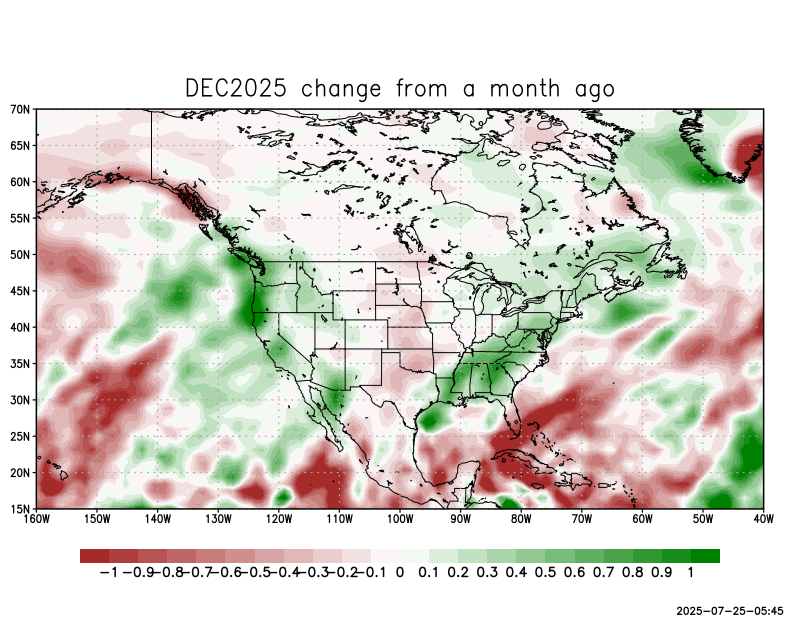 DEC2025 change from a month ago
70N
65N
60N
55N
50N
45N
40N
35N
30N
25N
20N
15N
160W 150W 140W 130W 120W 110W 100W 90W 80W 70W 60W 50W 40W
-1 -0.9 -0.8 -0.7 -0.6 -0.5 -0.4 -0.3 -0.2 -0.1 0 0.1 0.2 0.3 0.4 0.5 0.6 0.7 0.8 0.9 1
2025-07-25-05:45